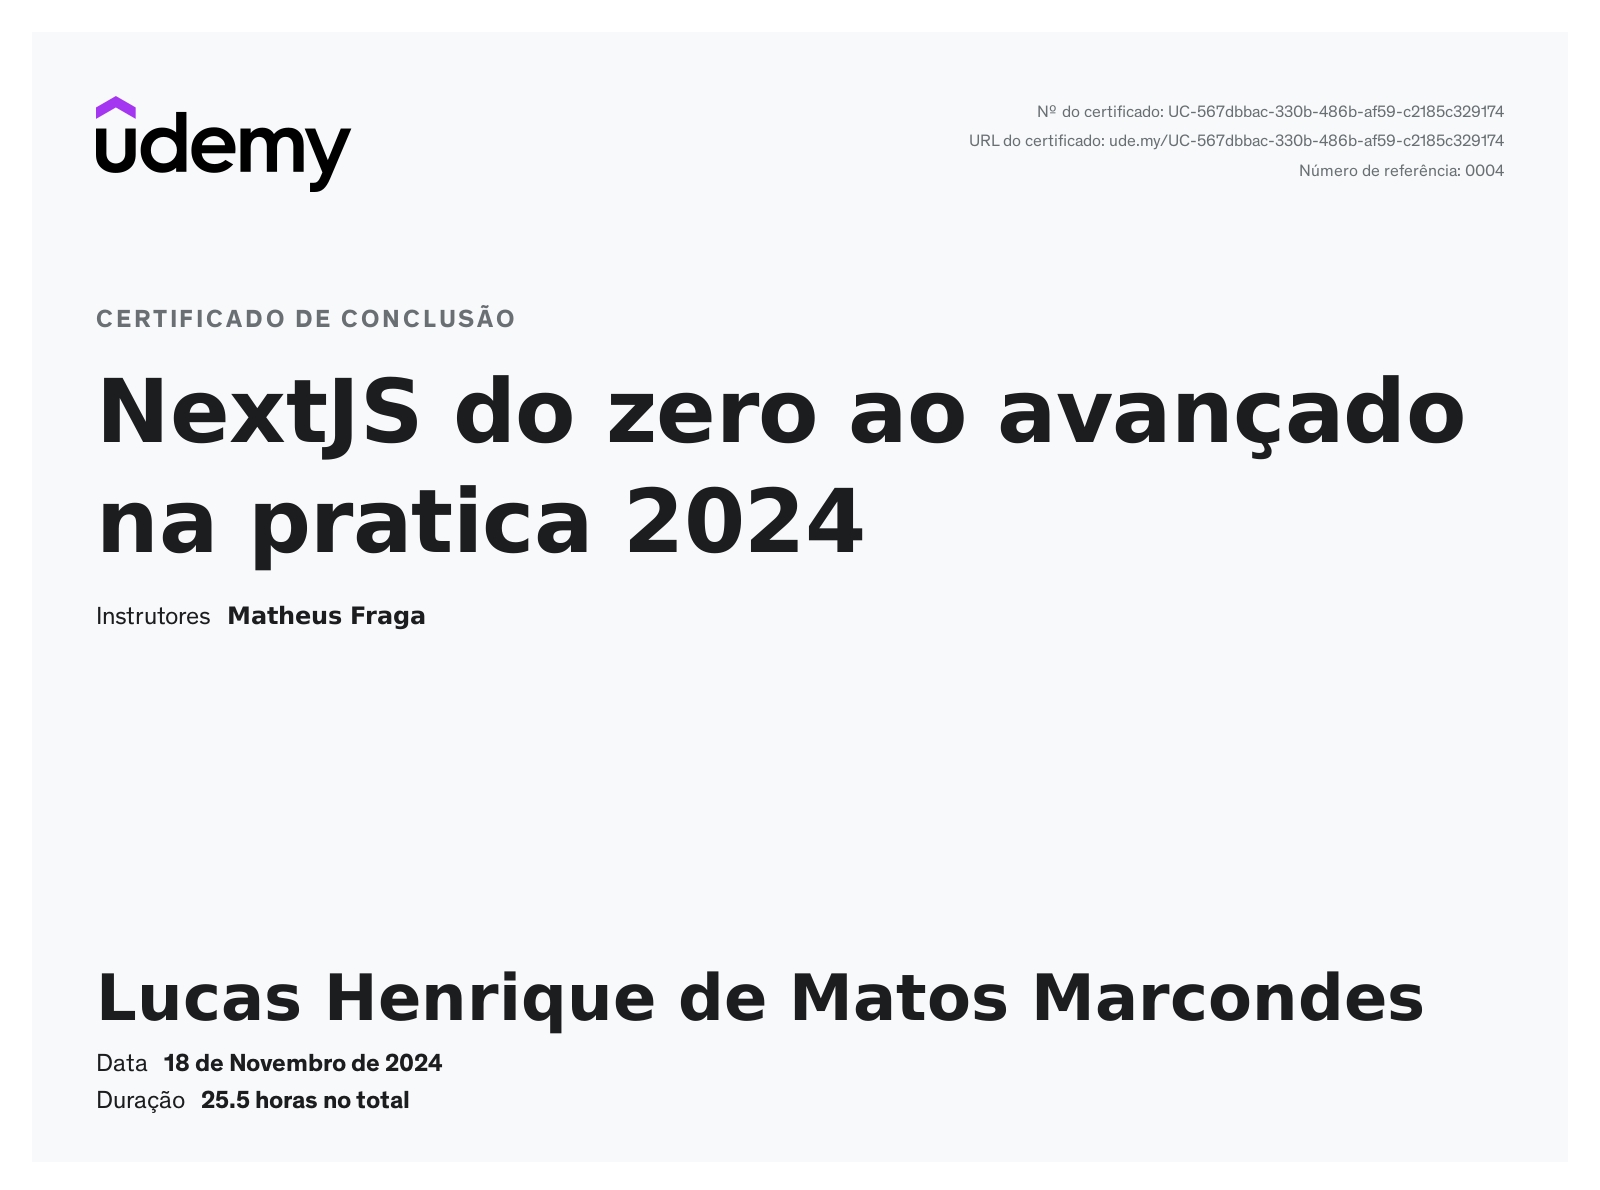 udemy
Nº do certificado: UC-567dbbac-330b-486b-af59-c2185c329174
URL do certificado: ude.my/UC-567dbbac-330b-486b-af59-c2185c329174
Número de referência: 0004
CERTIFICADO DE CONCLUSÃO
NextJS do zero ao avançado
na pratica 2024
Instrutores Matheus Fraga
Lucas Henrique de Matos Marcondes
Data 18 de Novembro de 2024
Duração 25.5 horas no total